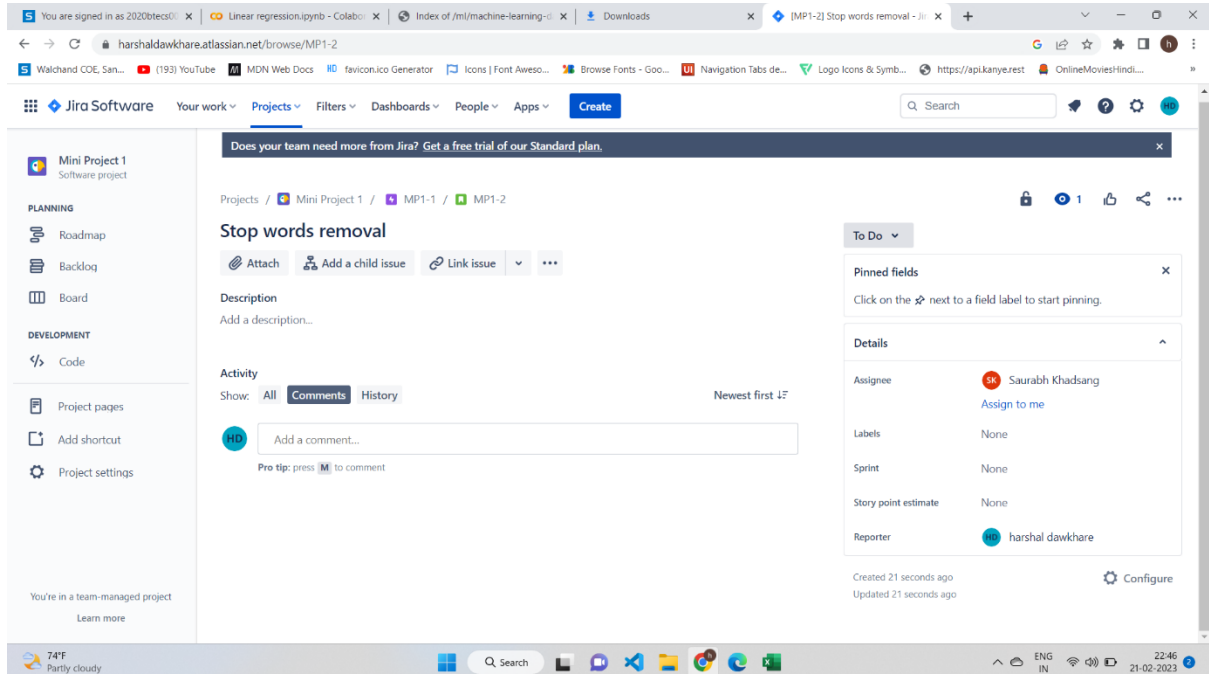 You are signed in as 2020btecs0
Linear regression.ipynb - Colabor
Index of /ml/machine-learning-d
Downloads
[MP1-2] Stop words removal - Jir
harshaldawkhare.atlassian.net/browse/MP1-2
Walchand COE, San...
(193) YouTube
MDN Web Docs
favicon.ico Generator
Icons | Font Aweso...
Browse Fonts - Goo...
Navigation Tabs de...
Logo Icons & Symb...
https://api.kanye.rest
OnlineMoviesHindi....
Jira Software
Your work
Projects
Filters
Dashboards
People
Apps
Create
Search
HD
Does your team need more from Jira? Get a free trial of our Standard plan.
Mini Project 1
Software project
PLANNING
Roadmap
Backlog
Board
DEVELOPMENT
Code
Project pages
Add shortcut
Project settings
You're in a team-managed project
Learn more
Projects / Mini Project 1 / MP1-1 / MP1-2
1
Stop words removal
Attach
Add a child issue
Link issue
Description
Add a description...
Activity
Show: All Comments History
Newest first
HD
Add a comment...
Pro tip: press M to comment
To Do
Pinned fields
Click on the next to a field label to start pinning.
Details
Assignee
SK Saurabh Khadsang
Assign to me
Labels
None
Sprint
None
Story point estimate
None
Reporter
HD harshal dawkhare
Created 21 seconds ago
Updated 21 seconds ago
Configure
74°F
Partly cloudy
Search
ENG
IN
22:46
21-02-2023
2